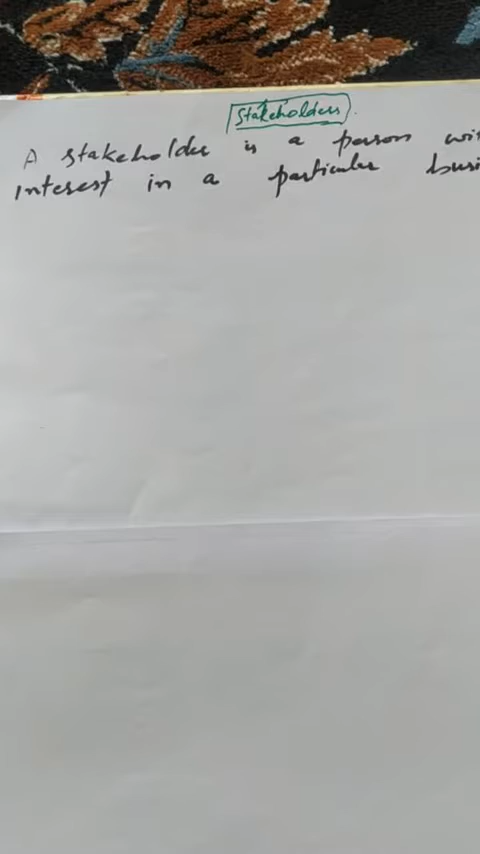 Stakeholders.
A stakeholder is a person
interest in a particular